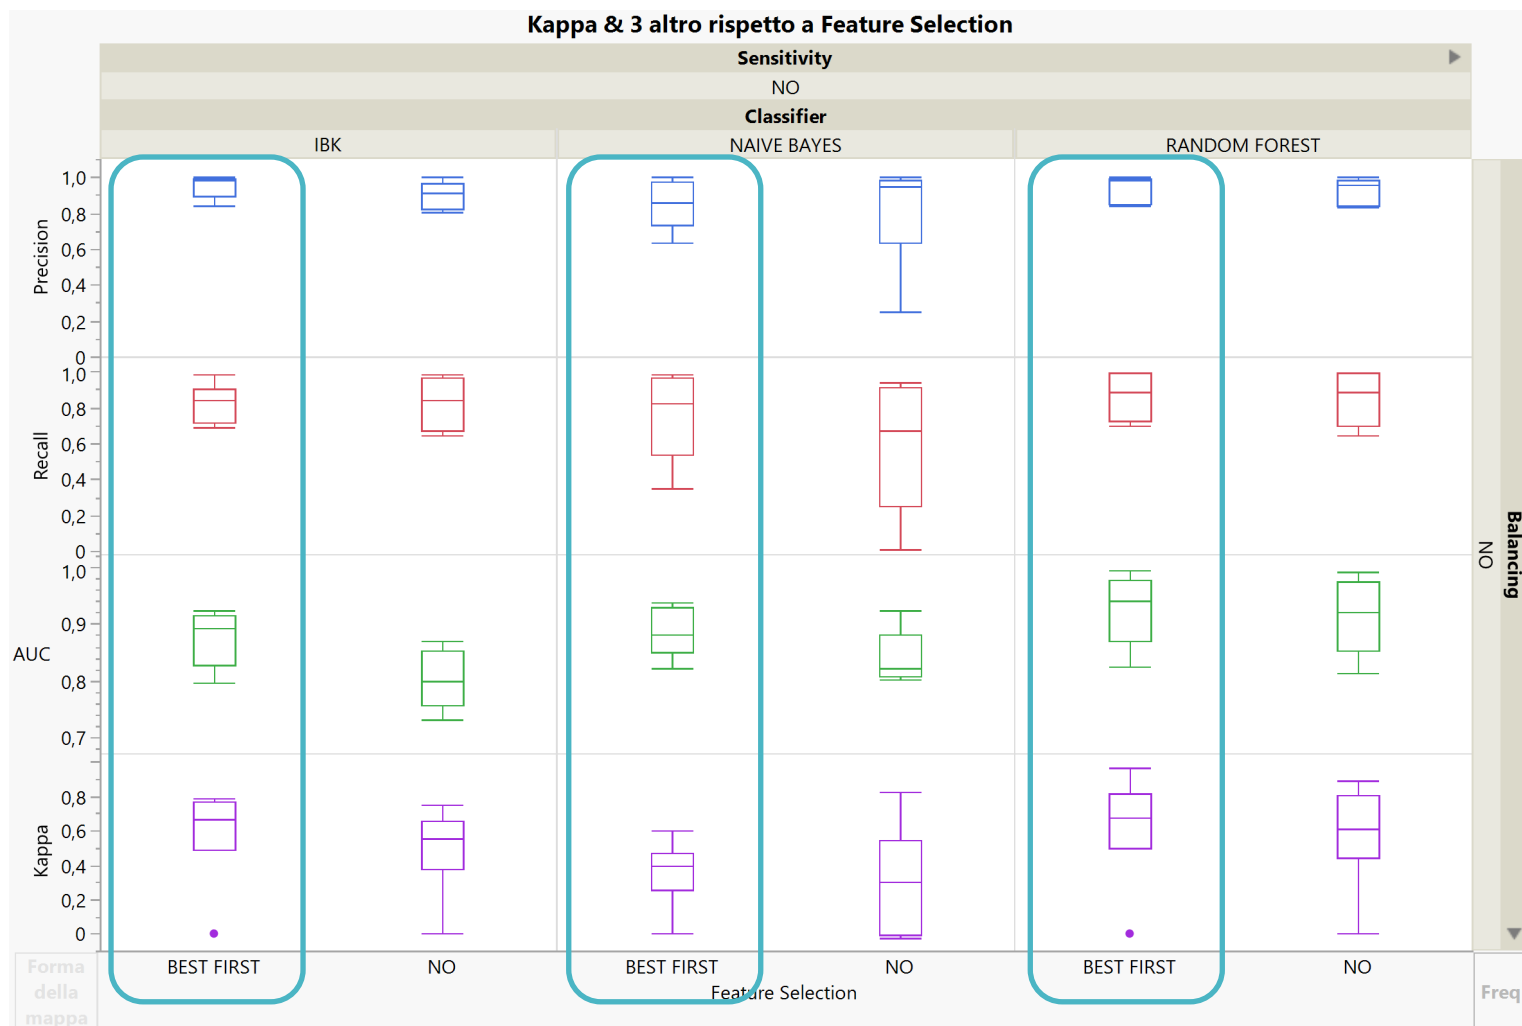 Kappa & 3 altro rispetto a Feature Selection
Sensitivity
NO
Classifier
IBK NAIVE BAYES RANDOM FOREST
Precision
1,0
0,8
0,6
0,4
0,2
0
Recall
1,0
0,8
0,6
0,4
0,2
0
AUC
1,0
0,9
0,8
0,7
Kappa
0,8
0,6
0,4
0,2
0
NO
Balancing
BEST FIRST NO BEST FIRST NO BEST FIRST NO
Feature Selection
Forma
della
mappa
Freq